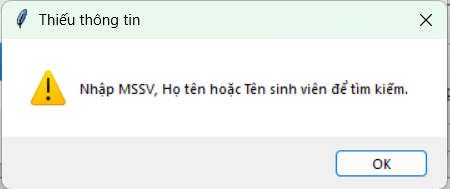 Thiếu thông tin
Nhập MSSV, Họ tên hoặc Tên sinh viên để tìm kiếm.
OK